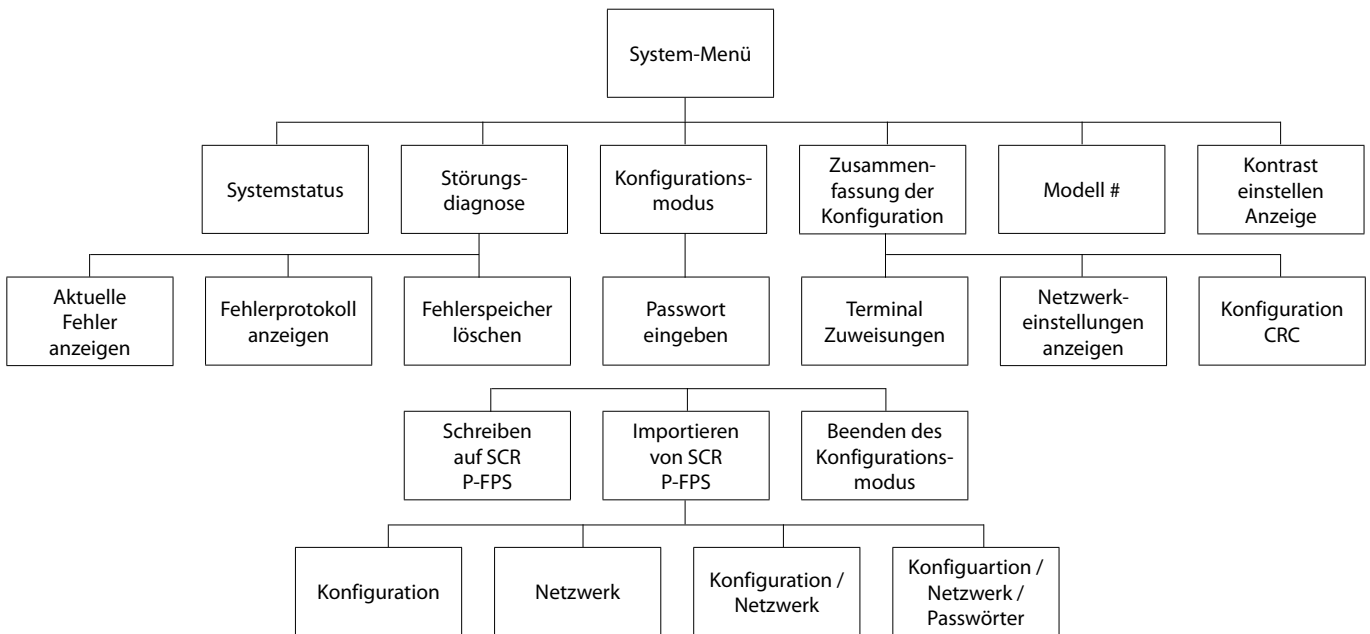 System-Menü
Systemstatus
Störungs-
diagnose
Konfigurations-
modus
Zusammen-
fassung der
Konfiguration
Modell #
Kontrast
einstellen
Anzeige
Aktuelle
Fehler
anzeigen
Fehlerprotokoll
anzeigen
Fehlerspeicher
löschen
Passwort
eingeben
Terminal
Zuweisungen
Netzwerk-
einstellungen
anzeigen
Konfiguration
CRC
Schreiben
auf SCR
P-FPS
Importieren
von SCR
P-FPS
Beenden des
Konfigurations-
modus
Konfiguration
Netzwerk
Konfiguration /
Netzwerk
Konfiguartion /
Netzwerk /
Passwörter